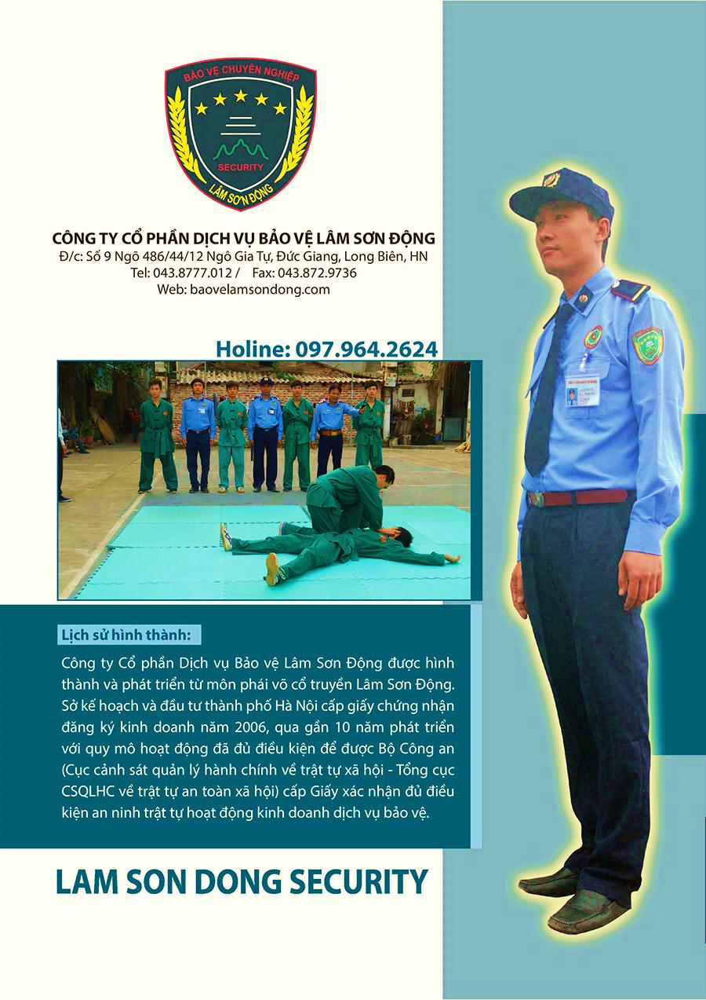 BẢO VỆ CHUYÊN NGHIỆP
SECURITY
LÂM SƠN ĐỘNG
CÔNG TY CỔ PHẦN DỊCH VỤ BẢO VỆ LÂM SƠN ĐỘNG
Đ/c: Số 9 Ngõ 486/44/12 Ngô Gia Tự, Đức Giang, Long Biên, HN
Tel: 043.8777.012 / Fax: 043.872.9736
Web: baovelamsondong.com
Holine: 097.964.2624
Lịch sử hình thành:
Công ty Cổ phần Dịch vụ Bảo vệ Lâm Sơn Động được hình
thành và phát triển từ môn phái võ cổ truyền Lâm Sơn Động.
Sở kế hoạch và đầu tư thành phố Hà Nội cấp giấy chứng nhận
đăng ký kinh doanh năm 2006, qua gần 10 năm phát triển
với quy mô hoạt động đã đủ điều kiện để được Bộ Công an
(Cục cảnh sát quản lý hành chính về trật tự xã hội - Tổng cục
CSQLHC về trật tự an toàn xã hội) cấp Giấy xác nhận đủ điều
kiện an ninh trật tự hoạt động kinh doanh dịch vụ bảo vệ.
LAM SON DONG SECURITY